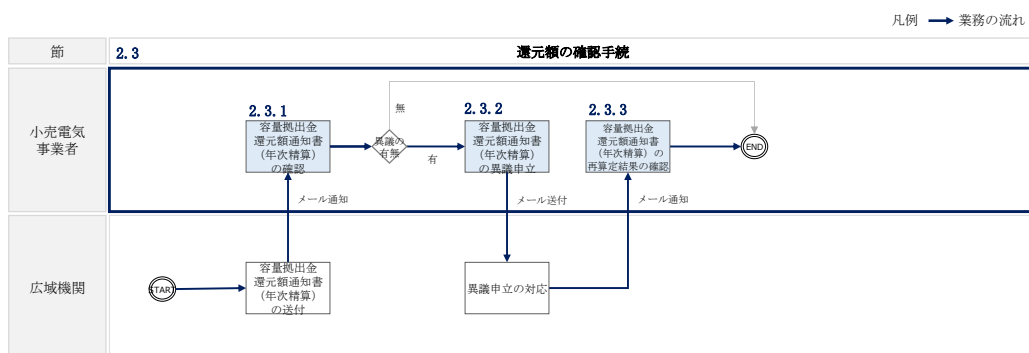 凡例 業務の流れ
節
2.3
還元額の確認手続
小売電気
事業者
2.3.1
容量拠出金
還元額通知書
（年次精算）
の確認
異議の
有無
無
有
2.3.2
容量拠出金
還元額通知書
（年次精算）
の異議申立
2.3.3
容量拠出金
還元額通知書
（年次精算）の
再算定結果の確認
END
メール通知
メール送付
メール通知
広域機関
START
容量拠出金
還元額通知書
（年次精算）
の送付
異議申立の対応